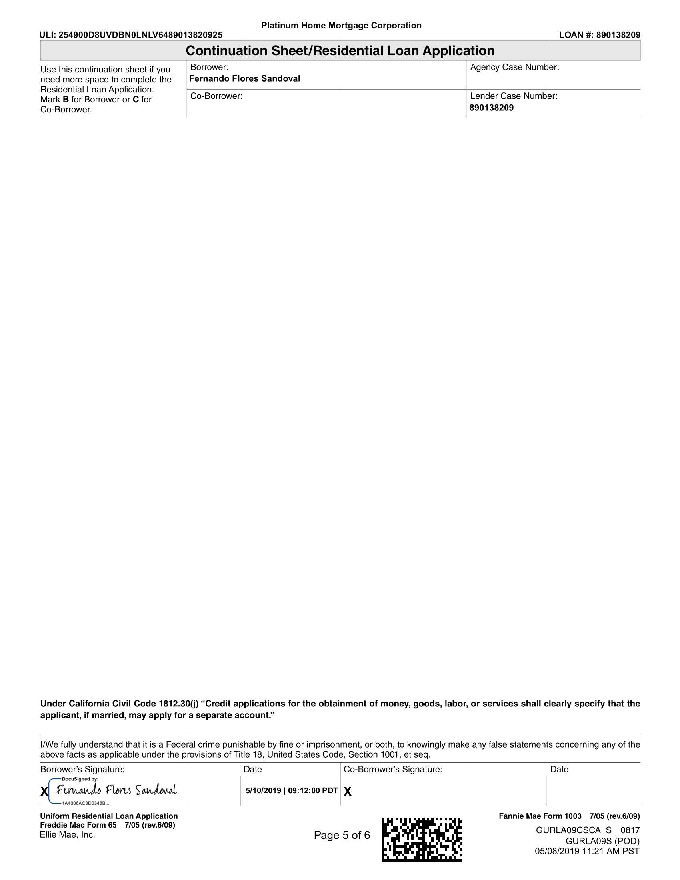 Platinum Home Mortgage Corporation
ULI: 254900D8UVDBN0LNLV6489013820925 LOAN #: 890138209
Continuation Sheet/Residential Loan Application
Use this continuation sheet if you
need more space to complete the
Residential Loan Application.
Mark B for Borrower or C for
Co-Borrower.
Borrower:
Fernando Flores Sandoval
Agency Case Number:
Co-Borrower:
Lender Case Number:
890138209
Under California Civil Code 1812.30(j) "Credit applications for the obtainment of money, goods, labor, or services shall clearly specify that the
applicant, if married, may apply for a separate account."
I/We fully understand that it is a Federal crime punishable by fine or imprisonment, or both, to knowingly make any false statements concerning any of the
above facts as applicable under the provisions of Title 18, United States Code, Section 1001, et seq.
Borrower's Signature: Date Co-Borrower's Signature: Date
DocuSigned by:
X Fernando Flores Sandoval 5/10/2019 | 09:12:00 PDT X
Uniform Residential Loan Application
Freddie Mac Form 65 7/05 (rev.6/09)
Ellie Mae, Inc.
Page 5 of 6
Fannie Mae Form 1003 7/05 (rev.6/09)
GURLA09CSCA_S 0817
GURLA09S (POD)
05/08/2019 11:21 AM PST